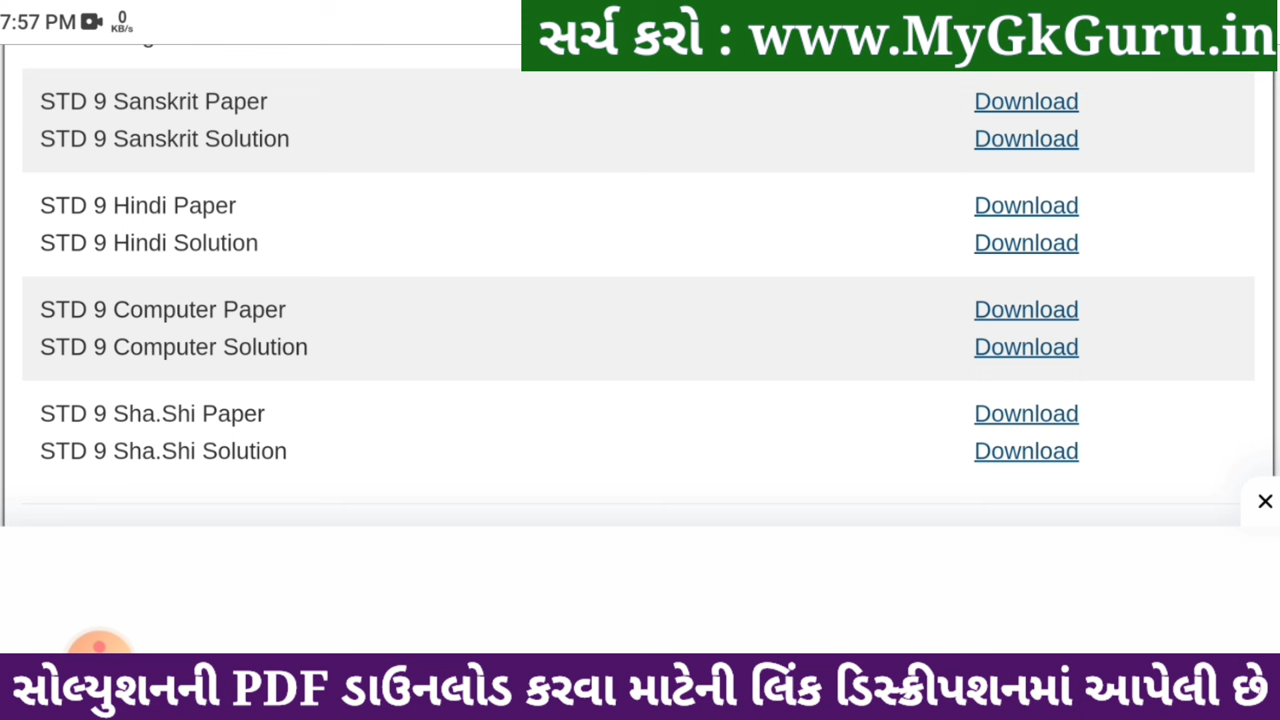 7:57 PM 0 KB/s
સર્ચ કરો : www.MyGkGuru.in
STD 9 Sanskrit Paper Download
STD 9 Sanskrit Solution Download
STD 9 Hindi Paper Download
STD 9 Hindi Solution Download
STD 9 Computer Paper Download
STD 9 Computer Solution Download
STD 9 Sha.Shi Paper Download
STD 9 Sha.Shi Solution Download
સોલ્યુશનની PDF ડાઉનલોડ કરવા માટેની લિંક ડિસ્ક્રીપશનમાં આપેલી છે